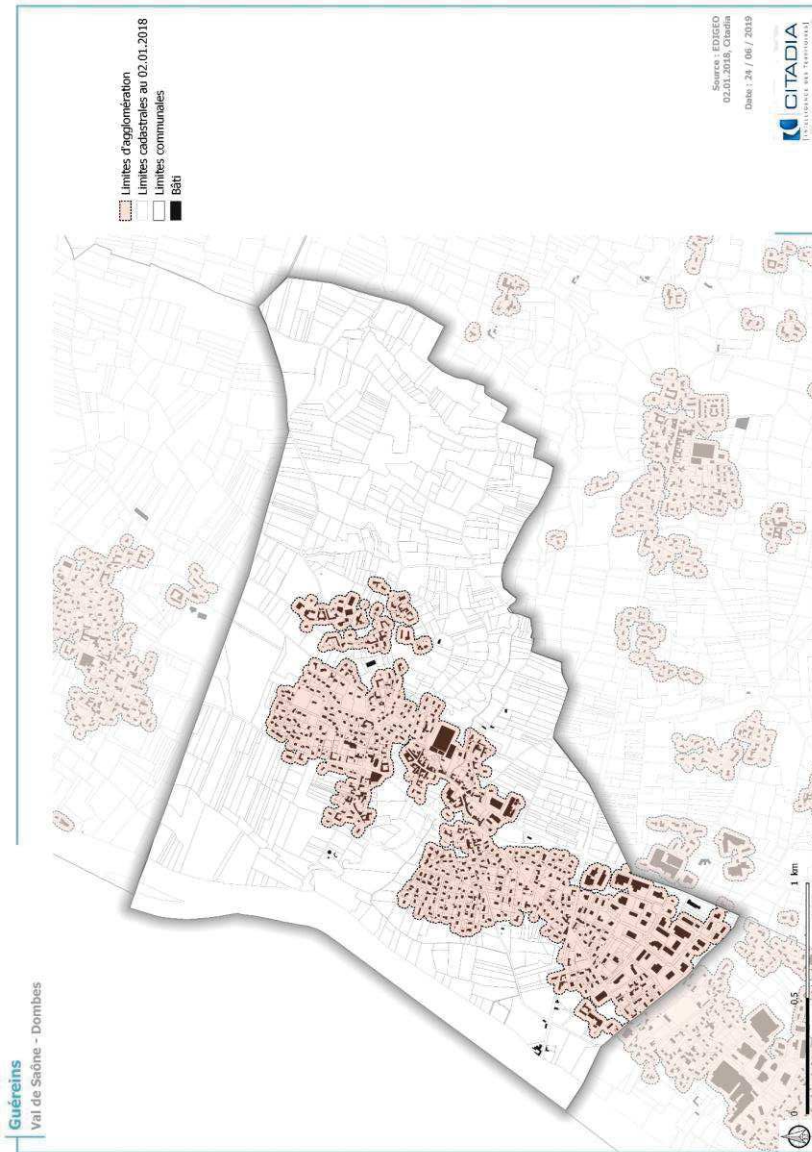 Guéreins
Val de Saône - Dombes
Limites d'agglomération
Limites cadastrales au 02.01.2018
Limites communales
Bâti
Source : EDIGEO
02.01.2018, Citadia
Date : 24 / 06 / 2019
CITADIA
0 0,5 1 km